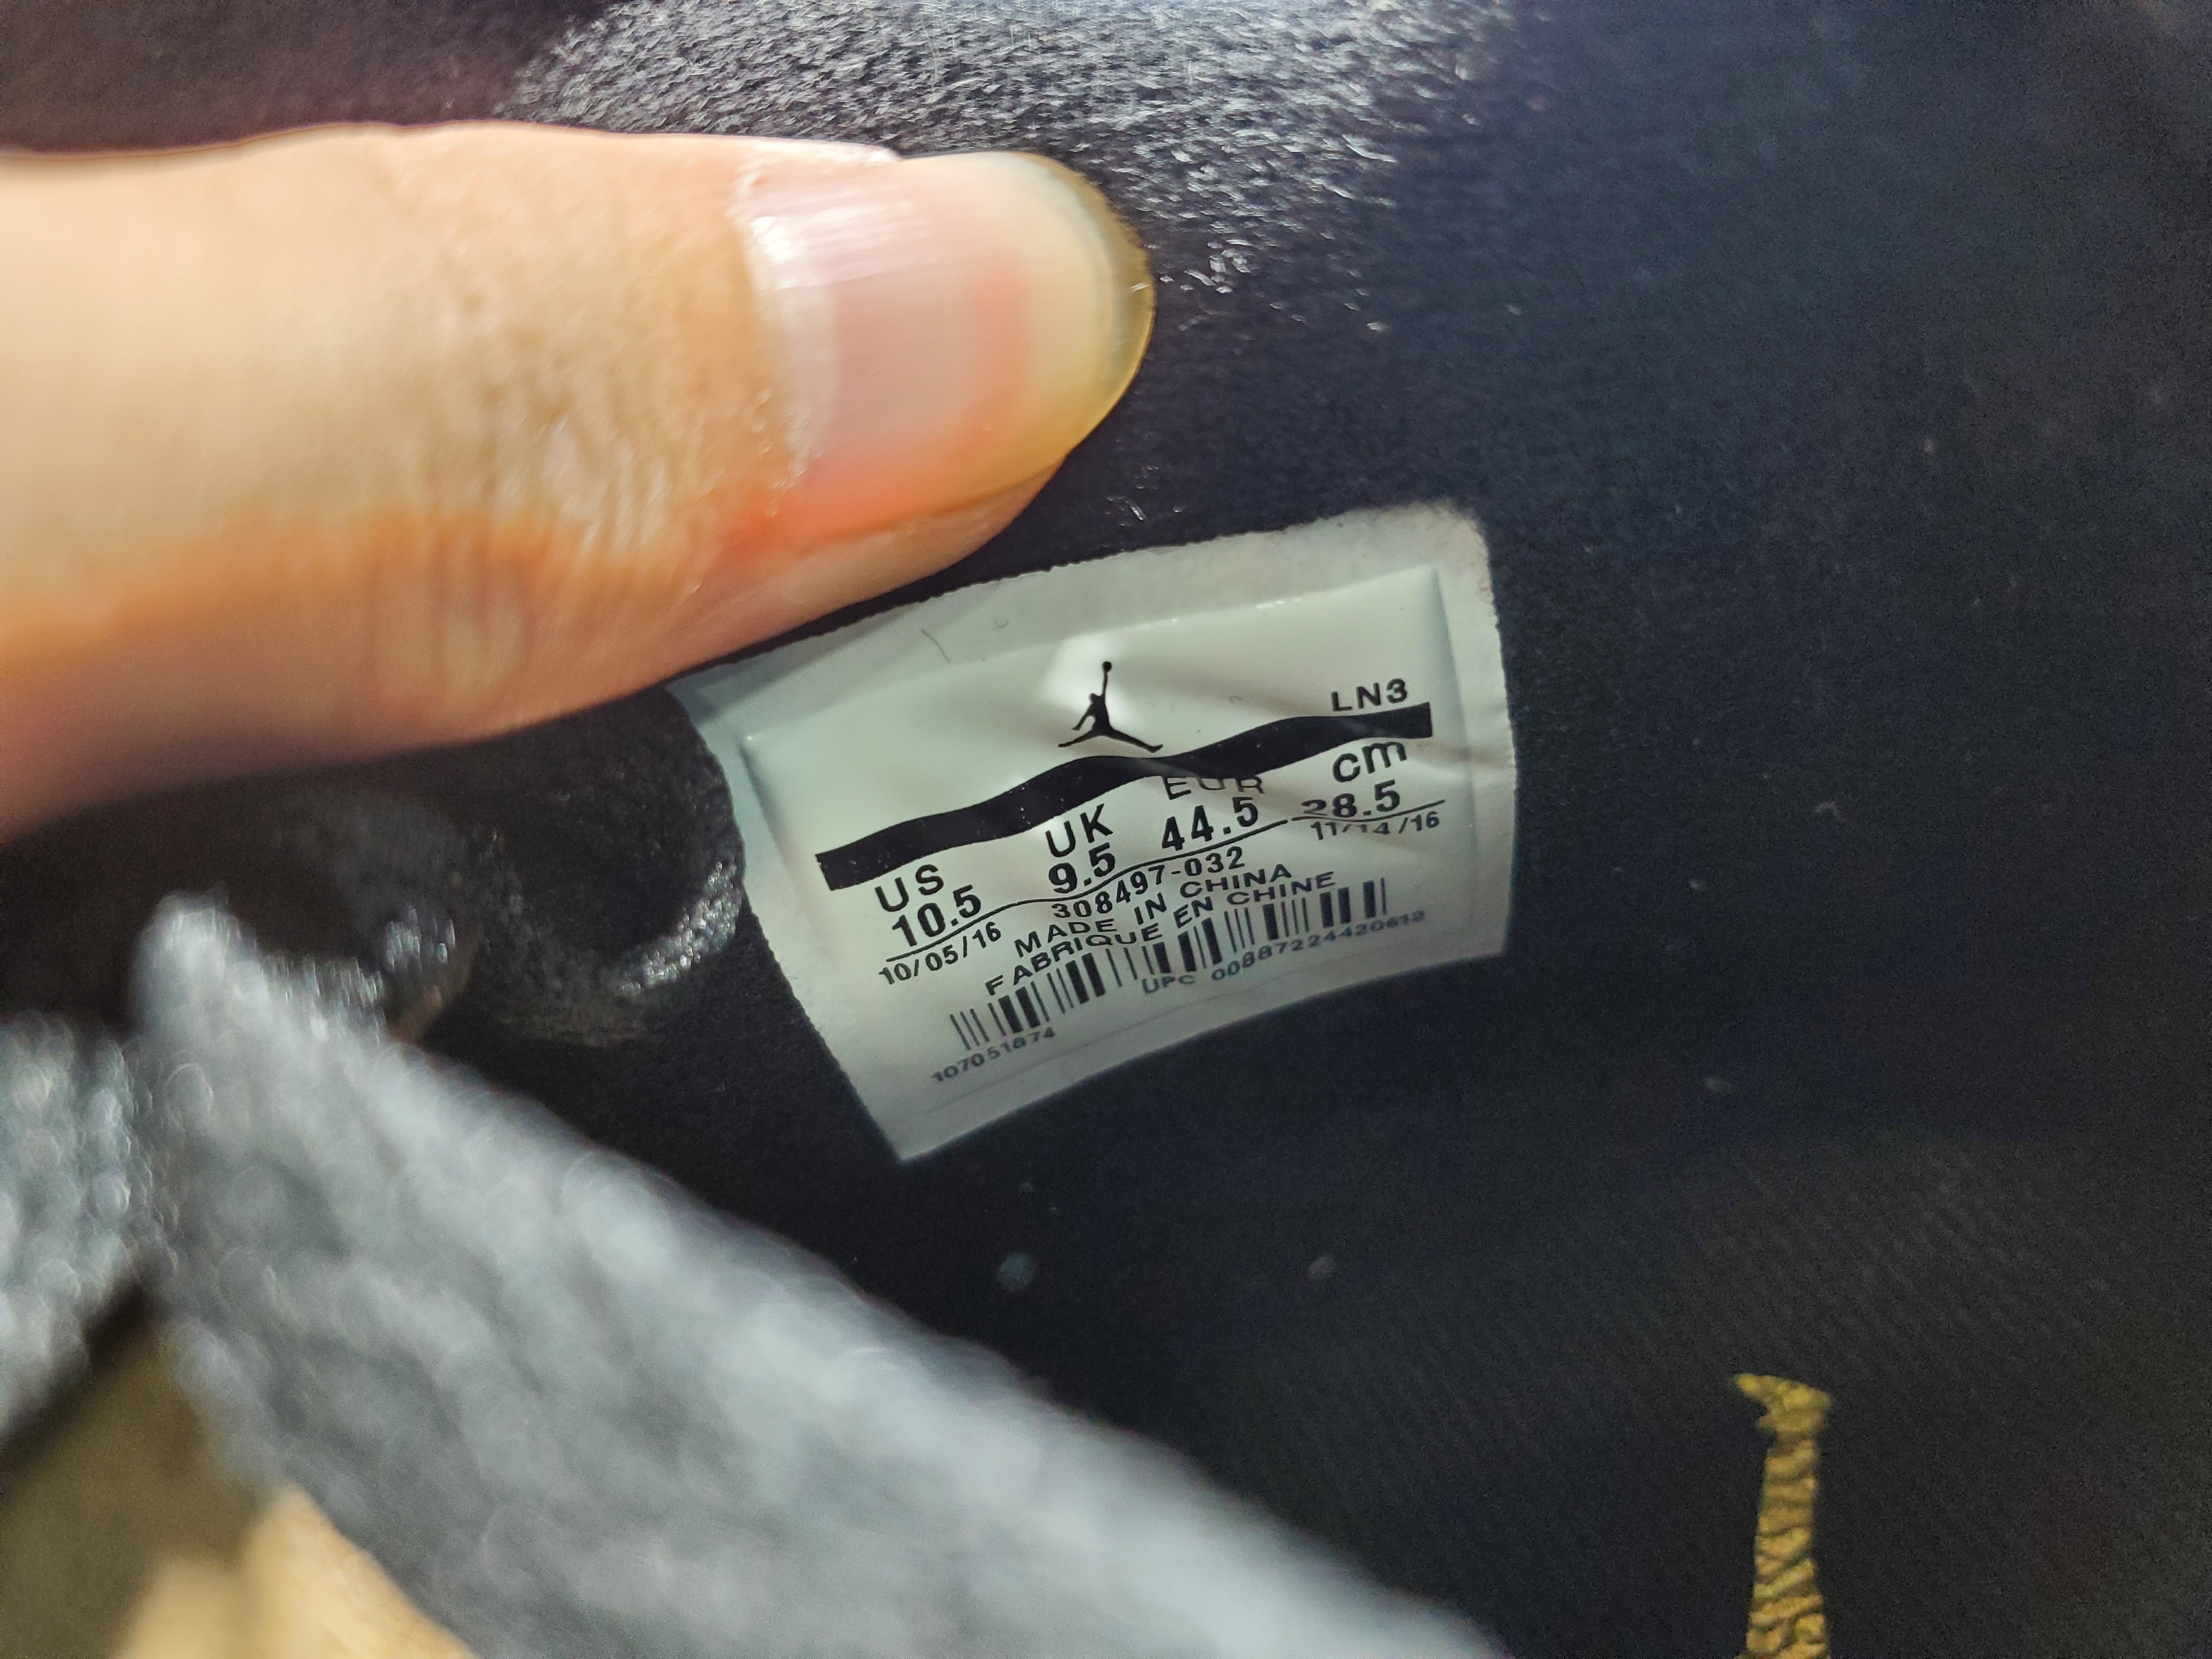 LN3
US UK EUR cm
10.5 9.5 44.5 28.5
10/05/16 308497-032 11/14/16
MADE IN CHINA
FABRIQUE EN CHINE
UPC 00887224420612
107051874